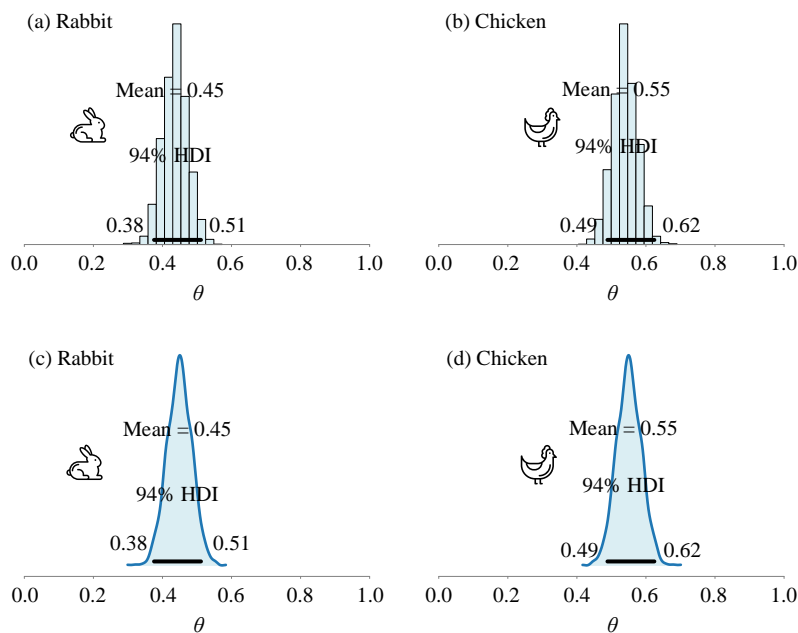 (a) Rabbit
Mean = 0.45
94% HDI
0.38 0.51
0.0 0.2 0.4 0.6 0.8 1.0
θ
(b) Chicken
Mean = 0.55
94% HDI
0.49 0.62
0.0 0.2 0.4 0.6 0.8 1.0
θ
(c) Rabbit
Mean = 0.45
94% HDI
0.38 0.51
0.0 0.2 0.4 0.6 0.8 1.0
θ
(d) Chicken
Mean = 0.55
94% HDI
0.49 0.62
0.0 0.2 0.4 0.6 0.8 1.0
θ